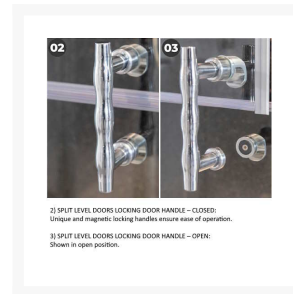 02
03
2) SPLIT LEVEL DOORS LOCKING DOOR HANDLE – CLOSED:
Unique and magnetic locking handles ensure ease of operation.
3) SPLIT LEVEL DOORS LOCKING DOOR HANDLE – OPEN:
Shown in open position.